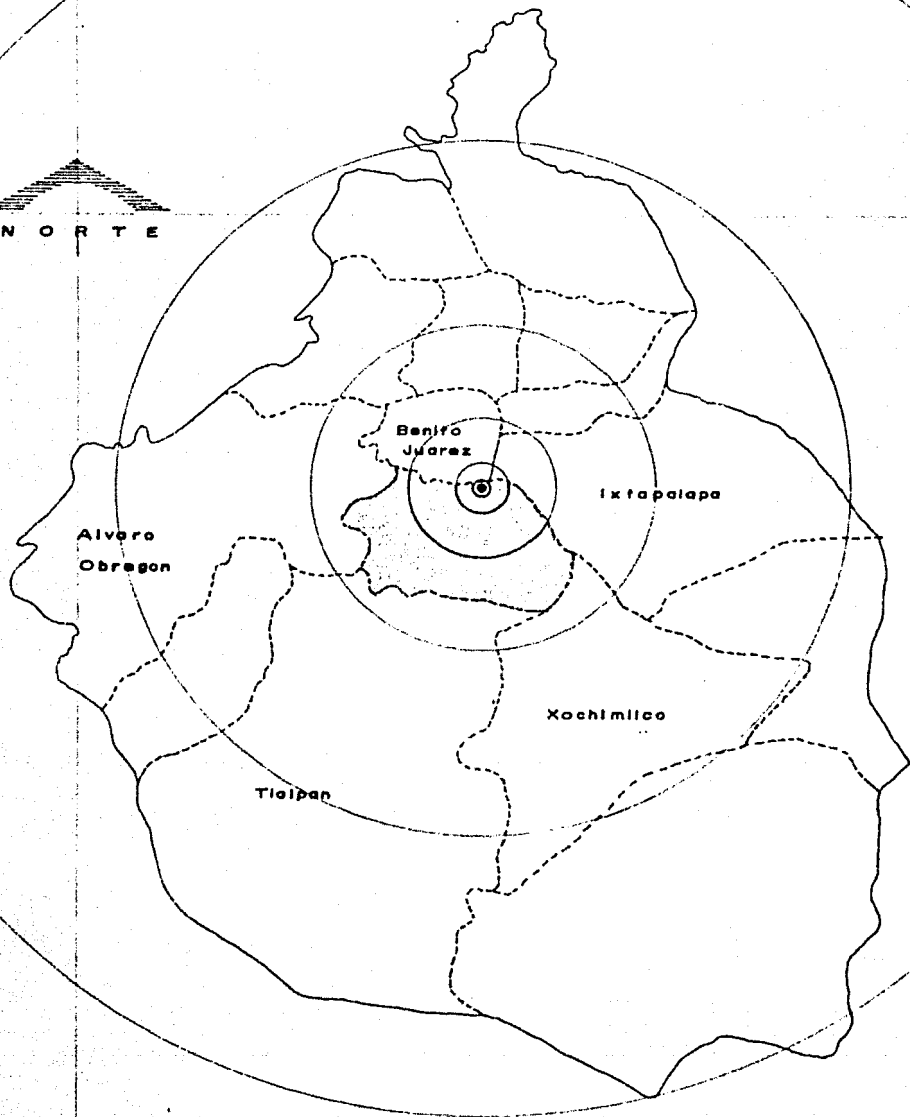 NORTE
Benito
Juarez
Ixtapalapa
Alvaro
Obregon
Xochimilco
Tlalpan